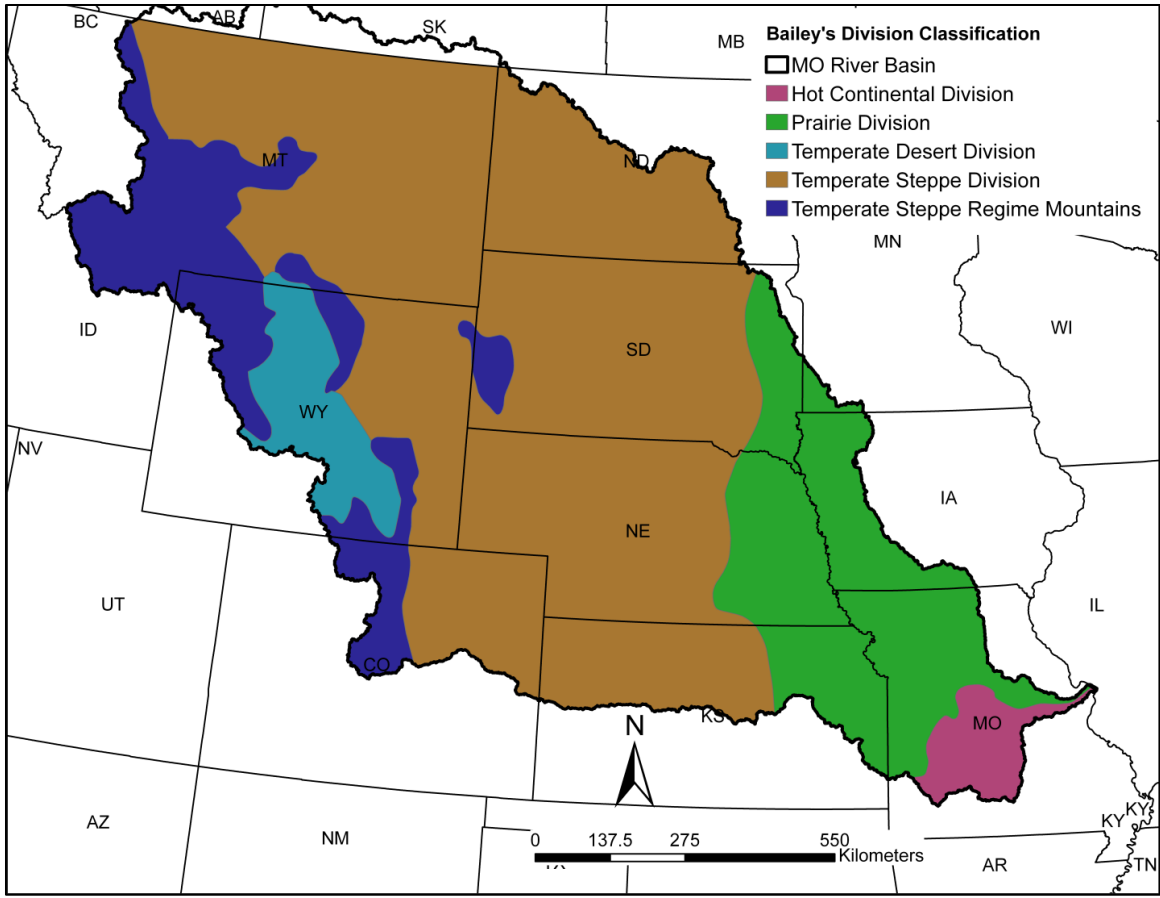 BC
AB
SK
MB
Bailey's Division Classification
MO River Basin
Hot Continental Division
Prairie Division
Temperate Desert Division
Temperate Steppe Division
Temperate Steppe Regime Mountains
MT
ND
MN
ID
WI
SD
WY
NV
IA
NE
UT
IL
CO
KS
MO
N
AZ
NM
KY
KY
AR
TN
0 137.5 275 550
Kilometers